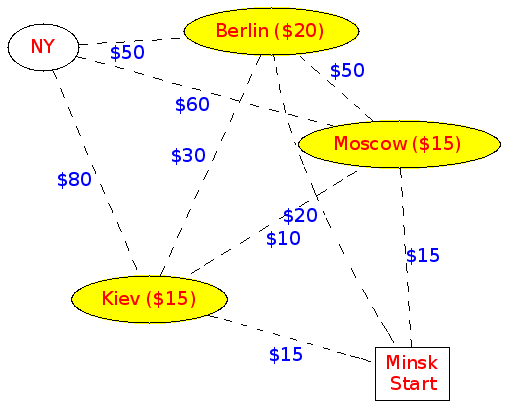 Berlin ($20)
NY
$50
$50
$60
Moscow ($15)
$30
$80
$20
$10
$15
Kiev ($15)
$15
Minsk
Start